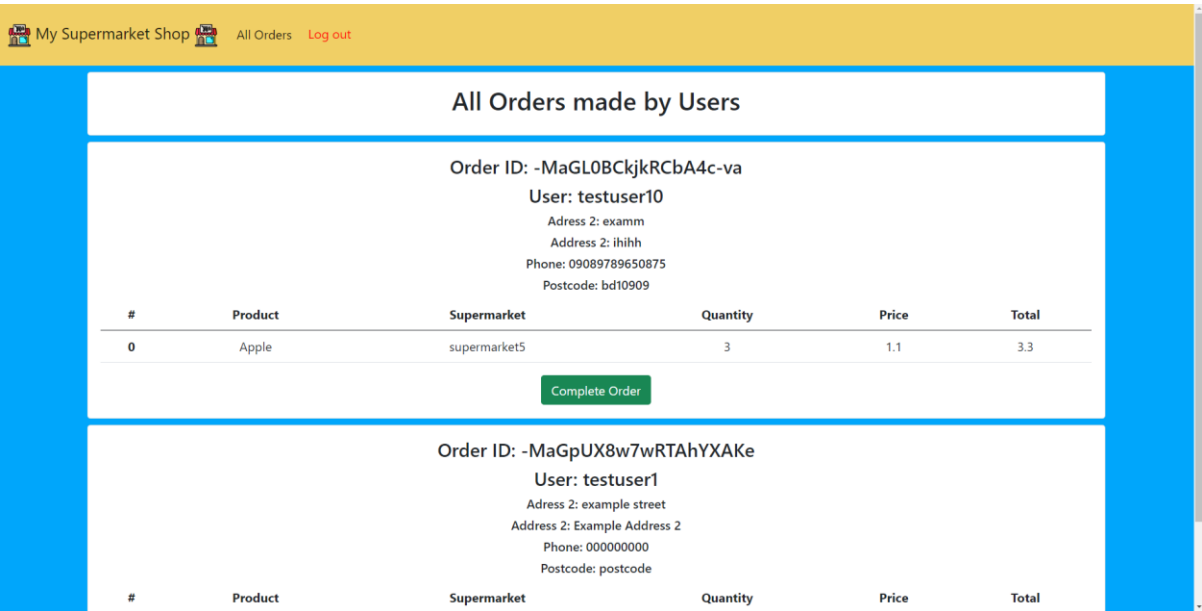 My Supermarket Shop All Orders Log out
All Orders made by Users
Order ID: -MaGL0BCkjkRCbA4c-va
User: testuser10
Adress 2: examm
Address 2: ihihh
Phone: 09089789650875
Postcode: bd10909
# Product Supermarket Quantity Price Total
0 Apple supermarket5 3 1.1 3.3
Complete Order
Order ID: -MaGpUX8w7wRTAhYXAKe
User: testuser1
Adress 2: example street
Address 2: Example Address 2
Phone: 000000000
Postcode: postcode
# Product Supermarket Quantity Price Total